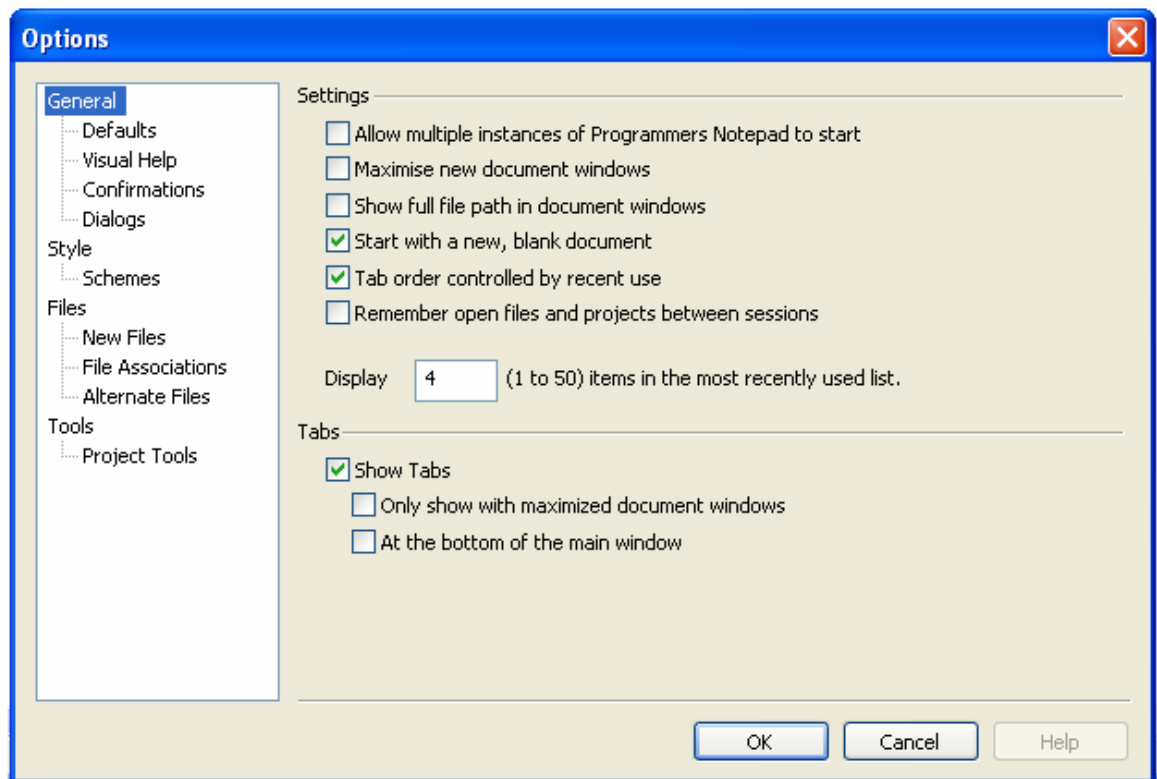 Options
General
Defaults
Visual Help
Confirmations
Dialogs
Style
Schemes
Files
New Files
File Associations
Alternate Files
Tools
Project Tools
Settings
Allow multiple instances of Programmers Notepad to start
Maximise new document windows
Show full file path in document windows
Start with a new, blank document
Tab order controlled by recent use
Remember open files and projects between sessions
Display 4 (1 to 50) items in the most recently used list.
Tabs
Show Tabs
Only show with maximized document windows
At the bottom of the main window
OK Cancel Help